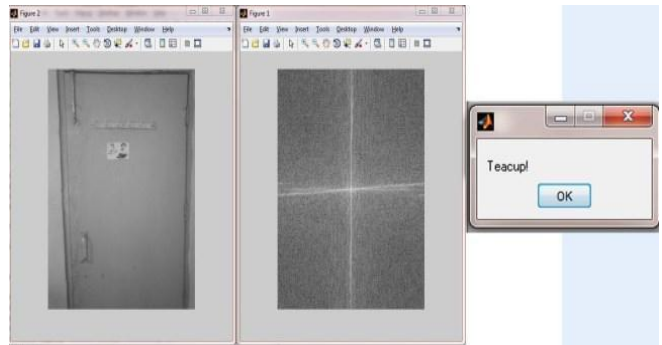 Figure 2
File Edit View Insert Tools Desktop Window Help
Figure 1
File Edit View Insert Tools Desktop Window Help
Teacup!
OK